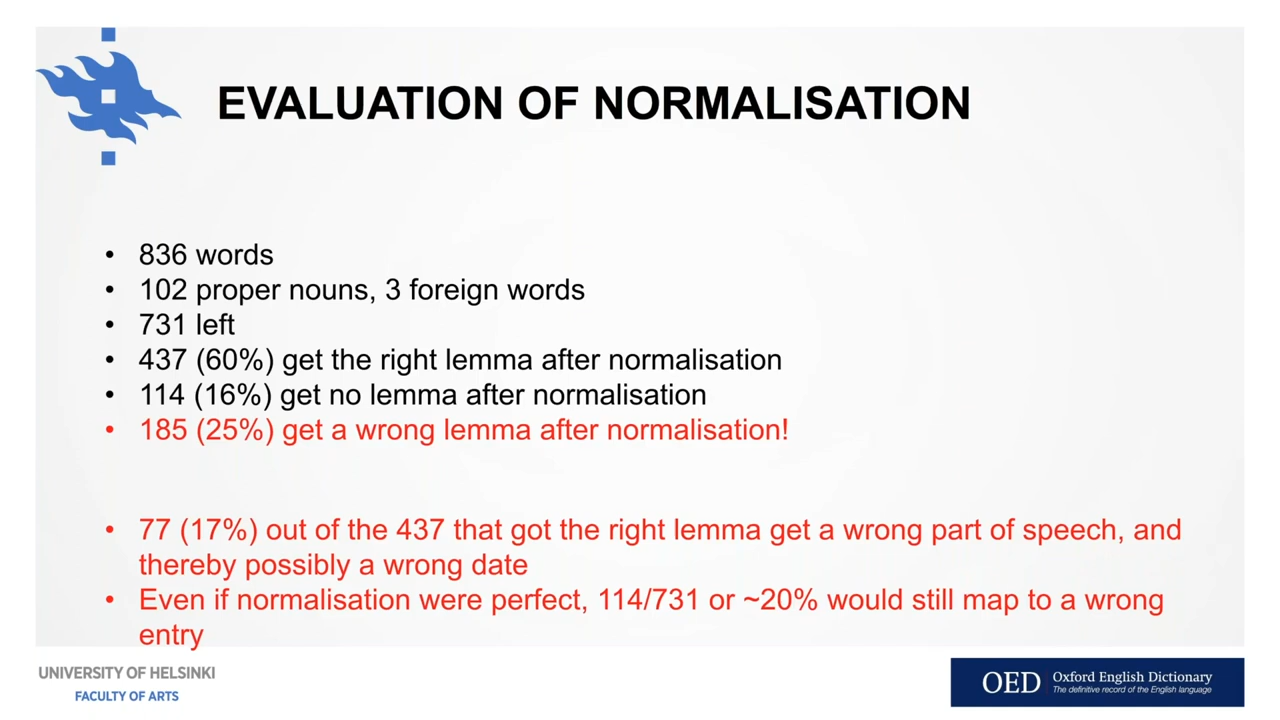 EVALUATION OF NORMALISATION
• 836 words
• 102 proper nouns, 3 foreign words
• 731 left
• 437 (60%) get the right lemma after normalisation
• 114 (16%) get no lemma after normalisation
• 185 (25%) get a wrong lemma after normalisation!
• 77 (17%) out of the 437 that got the right lemma get a wrong part of speech, and
thereby possibly a wrong date
• Even if normalisation were perfect, 114/731 or ~20% would still map to a wrong
entry
UNIVERSITY OF HELSINKI
FACULTY OF ARTS
OED Oxford English Dictionary
The definitive record of the English language